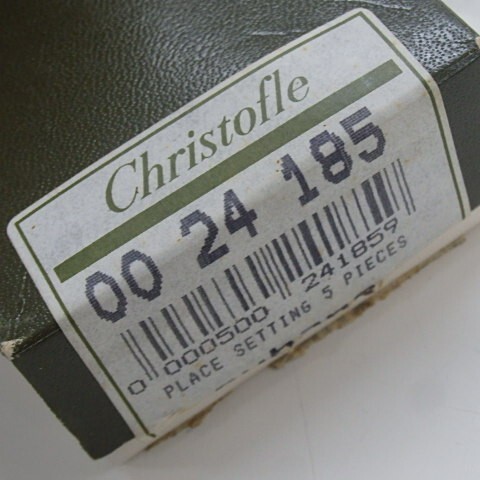 Christofle
00 24 185
0 000500 241859
PLACE SETTING 5 PIECES